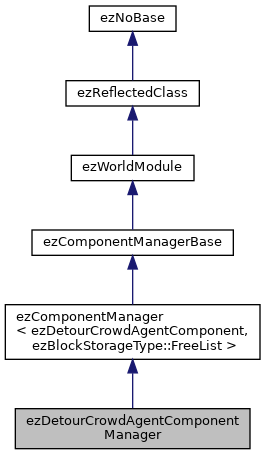 ezNoBase
ezReflectedClass
ezWorldModule
ezComponentManagerBase
ezComponentManager
< ezDetourCrowdAgentComponent,
ezBlockStorageType::FreeList >
ezDetourCrowdAgentComponent
Manager